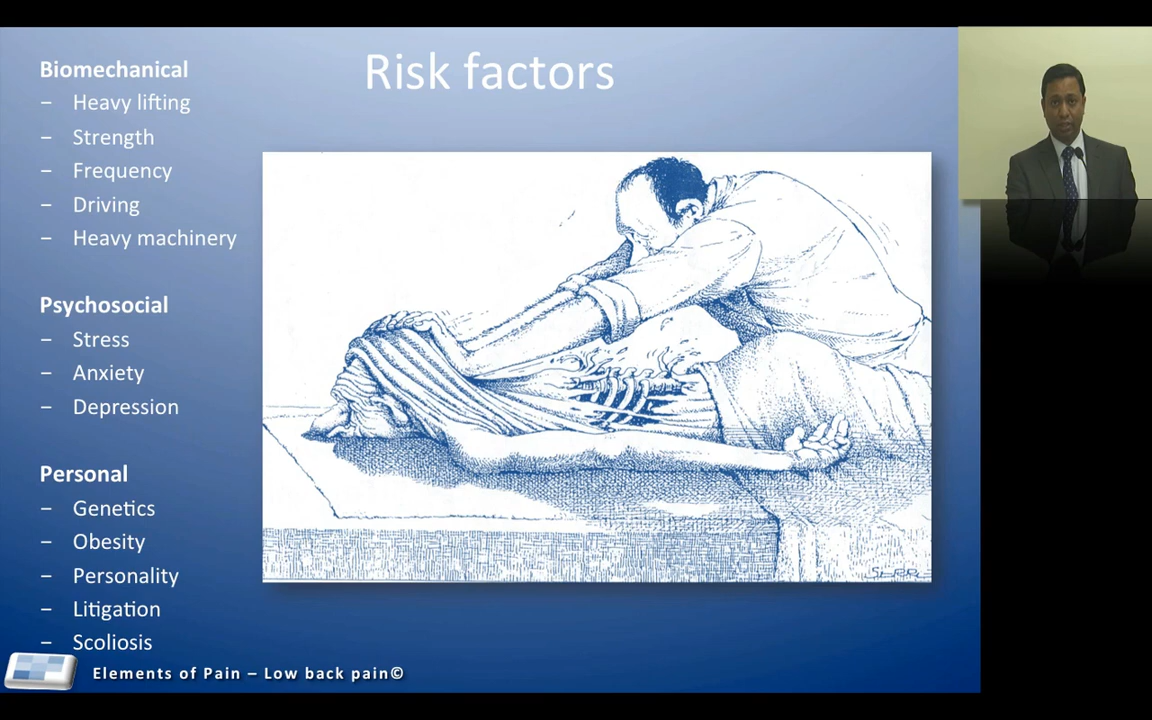 Risk factors
Biomechanical
– Heavy lifting
– Strength
– Frequency
– Driving
– Heavy machinery
Psychosocial
– Stress
– Anxiety
– Depression
Personal
– Genetics
– Obesity
– Personality
– Litigation
– Scoliosis
Elements of Pain – Low back pain©